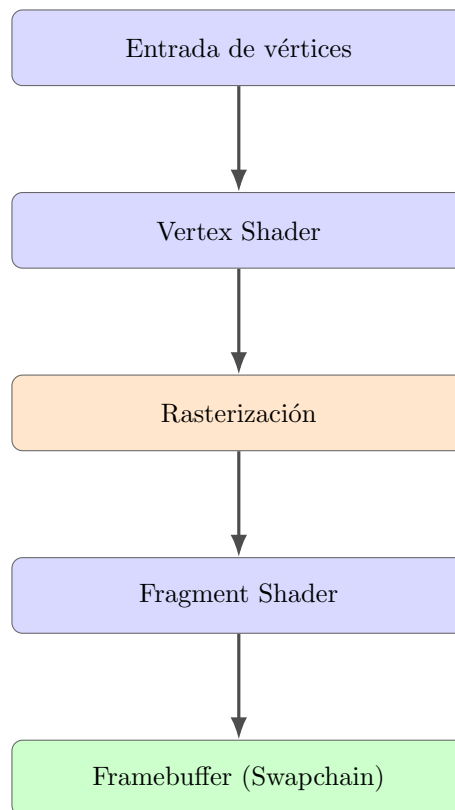 Entrada de vértices
Vertex Shader
Rasterización
Fragment Shader
Framebuffer (Swapchain)